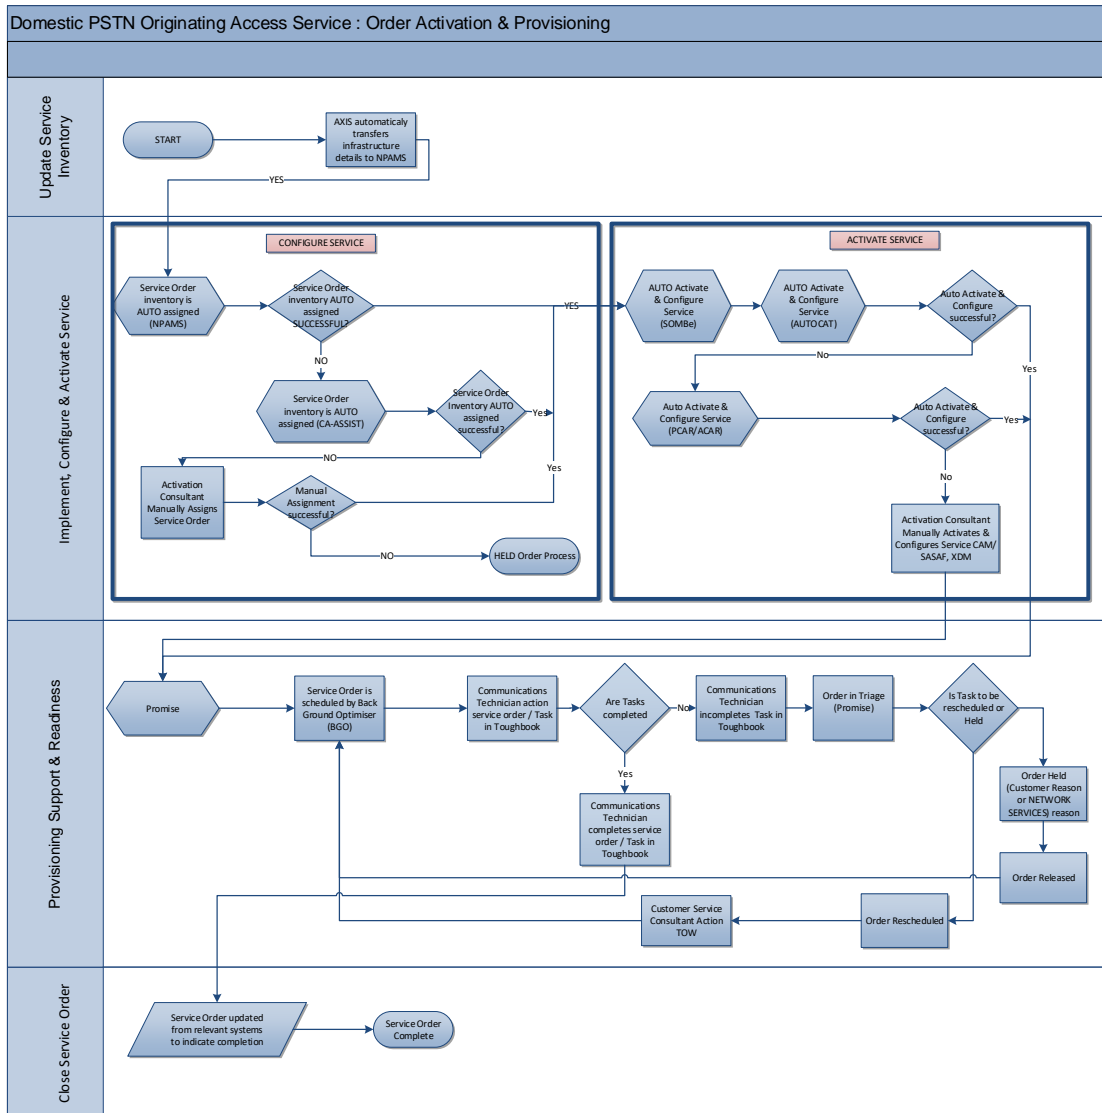 Domestic PSTN Originating Access Service : Order Activation & Provisioning
Update Service
Inventory
START
AXIS automaticaly
transfers
infrastructure
details to NPAMS
YES
Implement, Configure & Activate Service
CONFIGURE SERVICE
Service Order
inventory is
AUTO assigned
(NPAMS)
Service Order
inventory AUTO
assigned
SUCCESSFUL?
YES
NO
Service Order
inventory is AUTO
assigned (CA-ASSIST)
Service Order
Inventory AUTO
assigned
successful?
Yes
NO
Activation
Consultant
Manually Assigns
Service Order
Manual
Assignment
successful?
Yes
NO
HELD Order Process
ACTIVATE SERVICE
AUTO Activate
& Configure
Service
(SOMBe)
AUTO Activate
& Configure
Service
(AUTOCAT)
Auto Activate &
Configure
successful?
No
Yes
Auto Activate &
Configure Service
(PCAR/ACAR)
Auto Activate &
Configure
successful?
Yes
No
Activation Consultant
Manually Activates &
Configures Service CAM/
SASAF, XDM
Provisioning Support & Readiness
Promise
Service Order is
scheduled by Back
Ground Optimiser
(BGO)
Communications
Technician action
service order / Task
in Toughbook
Are Tasks
completed
No
Communications
Technician
incompletes Task in
Toughbook
Order in Triage
(Promise)
Is Task to be
rescheduled or
Held
Yes
Communications
Technician
completes service
order / Task in
Toughbook
Order Held
(Customer Reason
or NETWORK
SERVICES) reason
Order Released
Order Rescheduled
Customer Service
Consultant Action
TOW
Close Service Order
Service Order updated
from relevant systems
to indicate completion
Service Order
Complete